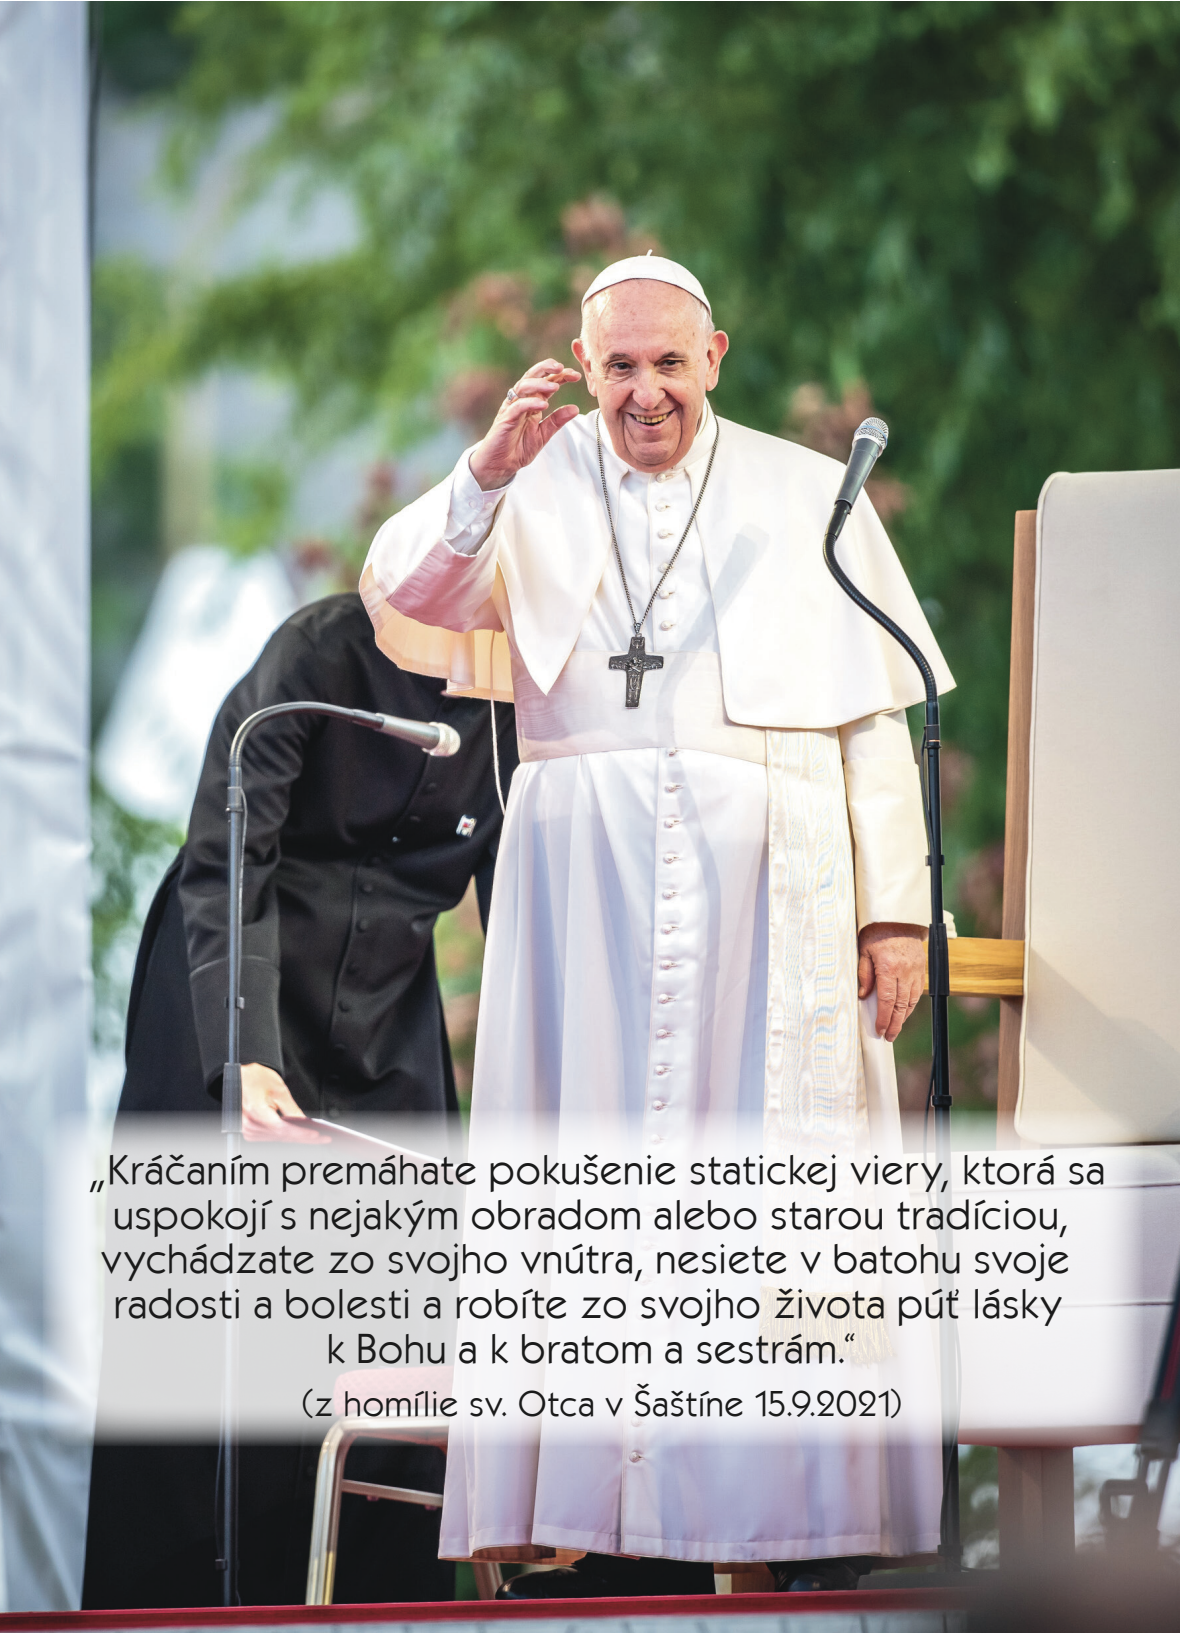 „Kráčaním premáhate pokušenie statickej viery, ktorá sa
uspokojí s nejakým obradom alebo starou tradíciou,
vychádzate zo svojho vnútra, nesiete v batohu svoje
radosti a bolesti a robíte zo svojho života púť lásky
k Bohu a k bratom a sestrám.“
(z homílie sv. Otca v Šaštíne 15.9.2021)